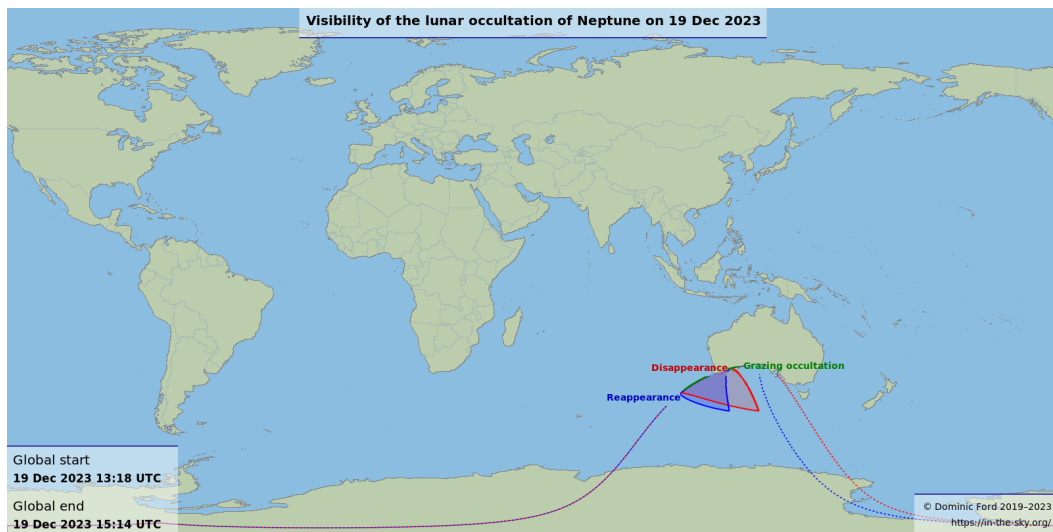 Visibility of the lunar occultation of Neptune on 19 Dec 2023
Disappearance
Grazing occultation
Reappearance
Global start
19 Dec 2023 13:18 UTC
Global end
19 Dec 2023 15:14 UTC
© Dominic Ford 2019–2023
https://in-the-sky.org/